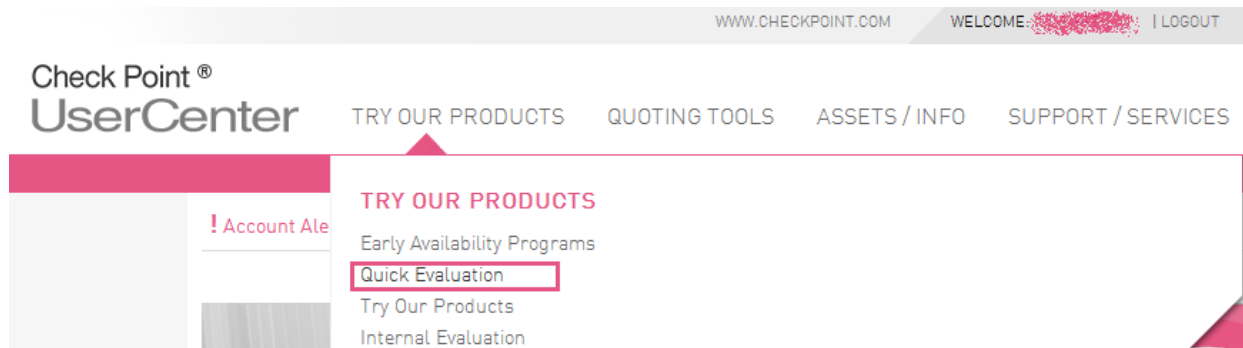 WWW.CHECKPOINT.COM WELCOME: | LOGOUT
Check Point ®
UserCenter
TRY OUR PRODUCTS QUOTING TOOLS ASSETS / INFO SUPPORT / SERVICES
TRY OUR PRODUCTS
! Account Ale
Early Availability Programs
Quick Evaluation
Try Our Products
Internal Evaluation